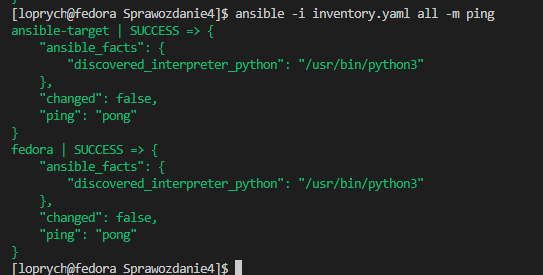 [loprych@fedora Sprawozdanie4]$ ansible -i inventory.yaml all -m ping
ansible-target | SUCCESS => {
    "ansible_facts": {
        "discovered_interpreter_python": "/usr/bin/python3"
    },
    "changed": false,
    "ping": "pong"
}
fedora | SUCCESS => {
    "ansible_facts": {
        "discovered_interpreter_python": "/usr/bin/python3"
    },
    "changed": false,
    "ping": "pong"
}
[loprych@fedora Sprawozdanie4]$